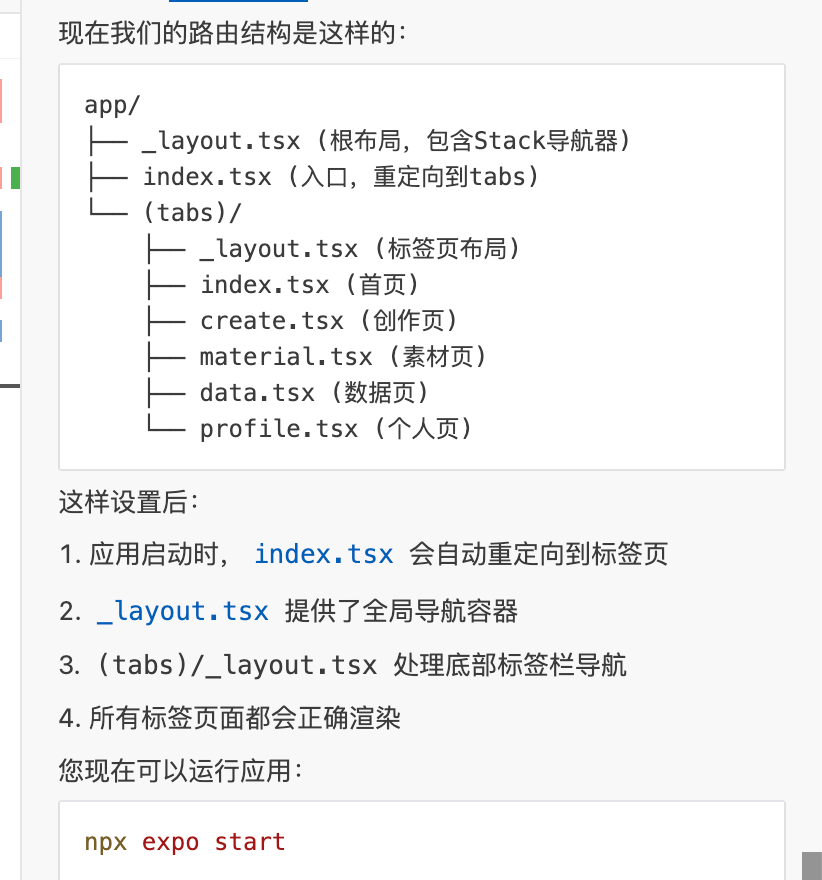 现在我们的路由结构是这样的：
app/
├── _layout.tsx (根布局，包含Stack导航器)
├── index.tsx (入口，重定向到tabs)
└── (tabs)/
    ├── _layout.tsx (标签页布局)
    ├── index.tsx (首页)
    ├── create.tsx (创作页)
    ├── material.tsx (素材页)
    ├── data.tsx (数据页)
    └── profile.tsx (个人页)
这样设置后：
1. 应用启动时， index.tsx 会自动重定向到标签页
2. _layout.tsx 提供了全局导航容器
3. (tabs)/_layout.tsx 处理底部标签栏导航
4. 所有标签页面都会正确渲染
您现在可以运行应用：
npx expo start